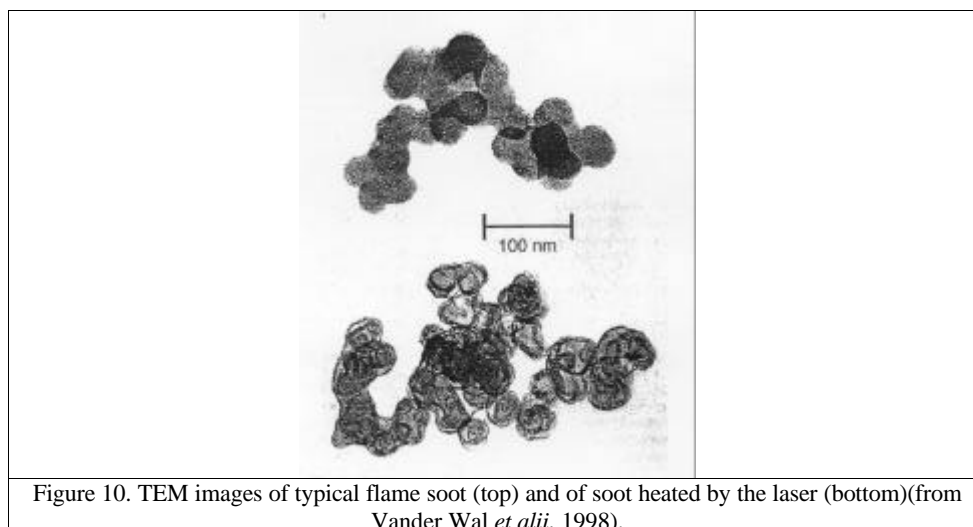 100 nm
Figure 10. TEM images of typical flame soot (top) and of soot heated by the laser (bottom)(from
Vander Wal et alii, 1998).